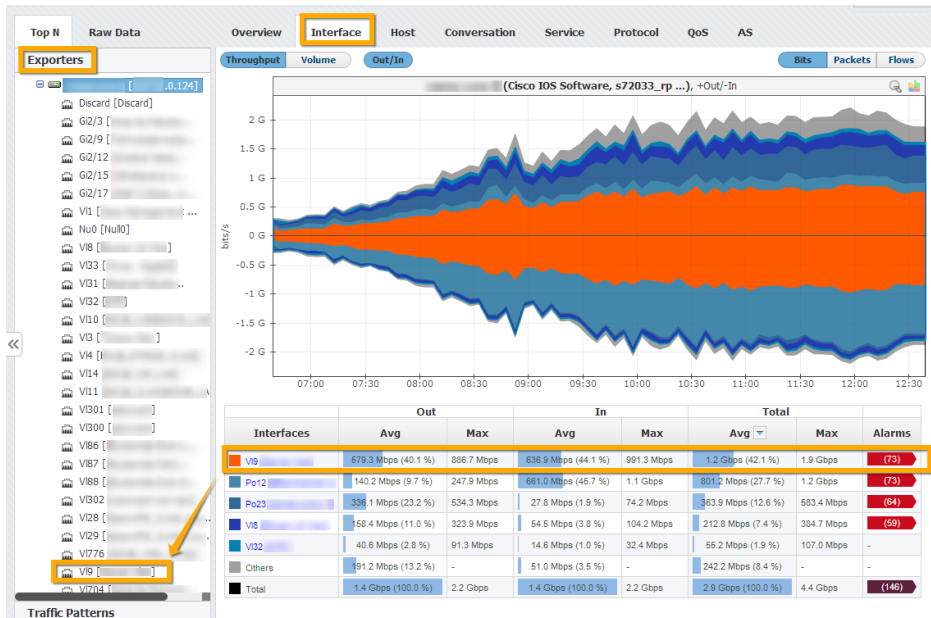 Top N Raw Data Overview Interface Host Conversation Service Protocol QoS AS
Exporters Throughput Volume Out/In Bits Packets Flows
[ .0.124] (Cisco IOS Software, s72033_rp ...), +Out/-In
Discard [Discard]
Gi2/3 [
Gi2/9 [
Gi2/12
Gi2/15
Gi2/17
Vl1 [ ...
Nu0 [Null0]
Vl8 [ ]
Vl33 [
Vl31 [ ..
Vl32 [ ]
Vl10 [
Vl3 [ ]
Vl4 [
Vl14
Vl11
Vl301 [ ]
Vl300 [ ]
Vl86 [
Vl87 [
Vl88 [
Vl302
Vl28 [ ..
Vl29 [ .
Vl776
Vl9 [ ]
Vl704 [
Traffic Patterns
bits/s
2 G
1.5 G
1 G
0.5 G
0 G
-0.5 G
-1 G
-1.5 G
-2 G
07:00 07:30 08:00 08:30 09:00 09:30 10:00 10:30 11:00 11:30 12:00 12:30
Out In Total
Interfaces Avg Max Avg Max Avg Max Alarms
Vl9 579.3 Mbps (40.1 %) 886.7 Mbps 636.9 Mbps (44.1 %) 991.3 Mbps 1.2 Gbps (42.1 %) 1.9 Gbps (73)
Po12 140.2 Mbps (9.7 %) 247.9 Mbps 661.0 Mbps (45.7 %) 1.1 Gbps 801.2 Mbps (27.7 %) 1.2 Gbps (73)
Po23 336.1 Mbps (23.2 %) 534.3 Mbps 27.8 Mbps (1.9 %) 74.2 Mbps 363.9 Mbps (12.6 %) 583.4 Mbps (64)
Vl8 158.4 Mbps (11.0 %) 323.9 Mbps 54.5 Mbps (3.8 %) 104.2 Mbps 212.8 Mbps (7.4 %) 384.7 Mbps (59)
Vl32 40.6 Mbps (2.8 %) 91.3 Mbps 14.6 Mbps (1.0 %) 32.4 Mbps 55.2 Mbps (1.9 %) 107.0 Mbps -
Others 191.2 Mbps (13.2 %) - 51.0 Mbps (3.5 %) - 242.2 Mbps (8.4 %) - -
Total 1.4 Gbps (100.0 %) 2.2 Gbps 1.4 Gbps (100.0 %) 2.2 Gbps 2.9 Gbps (100.0 %) 4.4 Gbps (146)